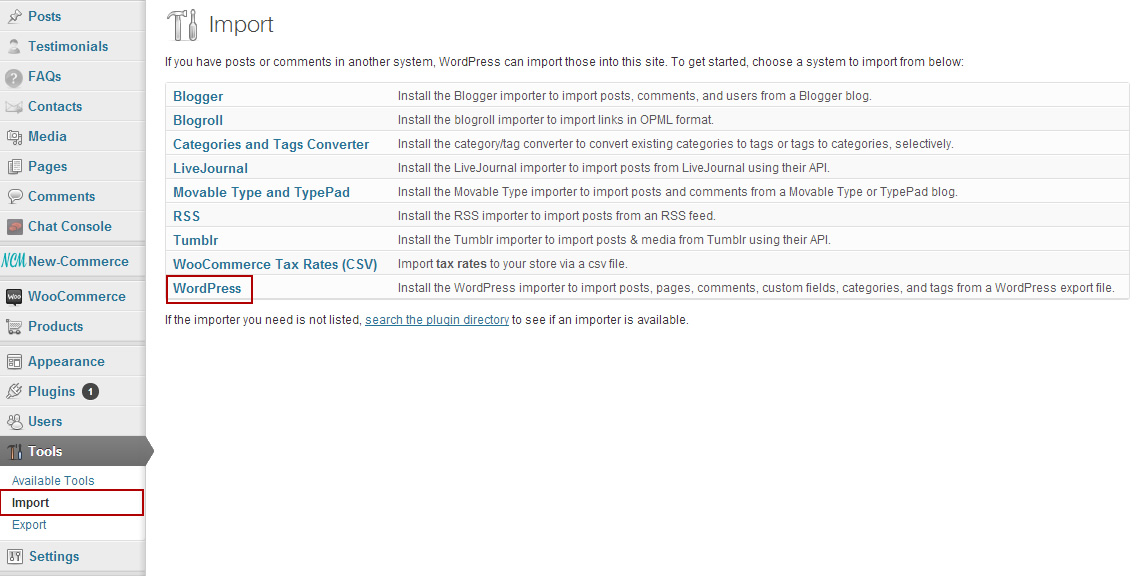 Posts
Testimonials
FAQs
Contacts
Media
Pages
Comments
Chat Console
NCM New-Commerce
Woo WooCommerce
Products
Appearance
Plugins 1
Users
Tools
Available Tools
Import
Export
Settings
Import
If you have posts or comments in another system, WordPress can import those into this site. To get started, choose a system to import from below:
Blogger Install the Blogger importer to import posts, comments, and users from a Blogger blog.
Blogroll Install the blogroll importer to import links in OPML format.
Categories and Tags Converter Install the category/tag converter to convert existing categories to tags or tags to categories, selectively.
LiveJournal Install the LiveJournal importer to import posts from LiveJournal using their API.
Movable Type and TypePad Install the Movable Type importer to import posts and comments from a Movable Type or TypePad blog.
RSS Install the RSS importer to import posts from an RSS feed.
Tumblr Install the Tumblr importer to import posts & media from Tumblr using their API.
WooCommerce Tax Rates (CSV) Import tax rates to your store via a csv file.
WordPress Install the WordPress importer to import posts, pages, comments, custom fields, categories, and tags from a WordPress export file.
If the importer you need is not listed, search the plugin directory to see if an importer is available.